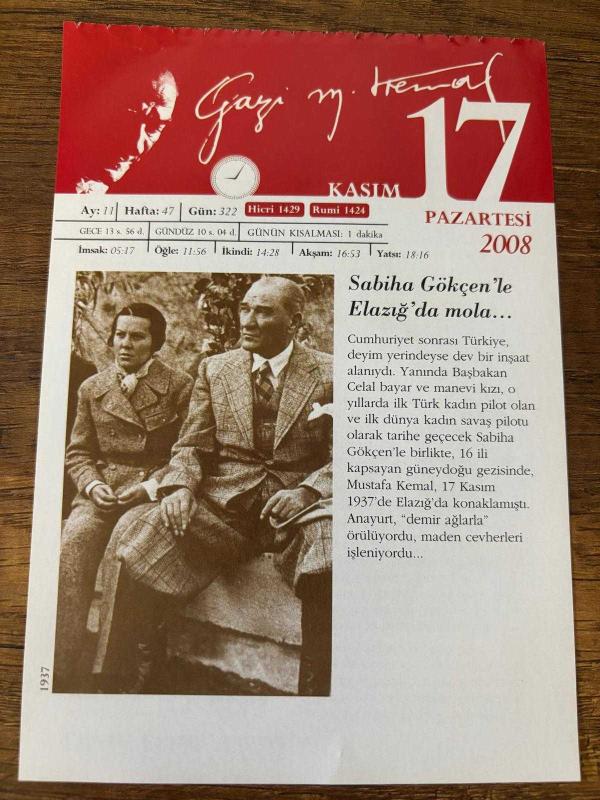 Gazi M. Kemal
KASIM 17
PAZARTESİ
2008
Ay: 11 Hafta: 47 Gün: 322 Hicri 1429 Rumi 1424
GECE 13 s. 56 d. GÜNDÜZ 10 s. 04 d. GÜNÜN KISALMASI: 1 dakika
İmsak: 05:17 Öğle: 11:56 İkindi: 14:28 Akşam: 16:53 Yatsı: 18:16
Sabiha Gökçen’le
Elazığ’da mola...
Cumhuriyet sonrası Türkiye,
deyim yerindeyse dev bir inşaat
alanıydı. Yanında Başbakan
Celal bayar ve manevi kızı, o
yıllarda ilk Türk kadın pilot olan
ve ilk dünya kadın savaş pilotu
olarak tarihe geçecek Sabiha
Gökçen’le birlikte, 16 ili
kapsayan güneydoğu gezisinde,
Mustafa Kemal, 17 Kasım
1937’de Elazığ’da konaklamıştı.
Anayurt, “demir ağlarla”
örülüyordu, maden cevherleri
işleniyordu...
1937